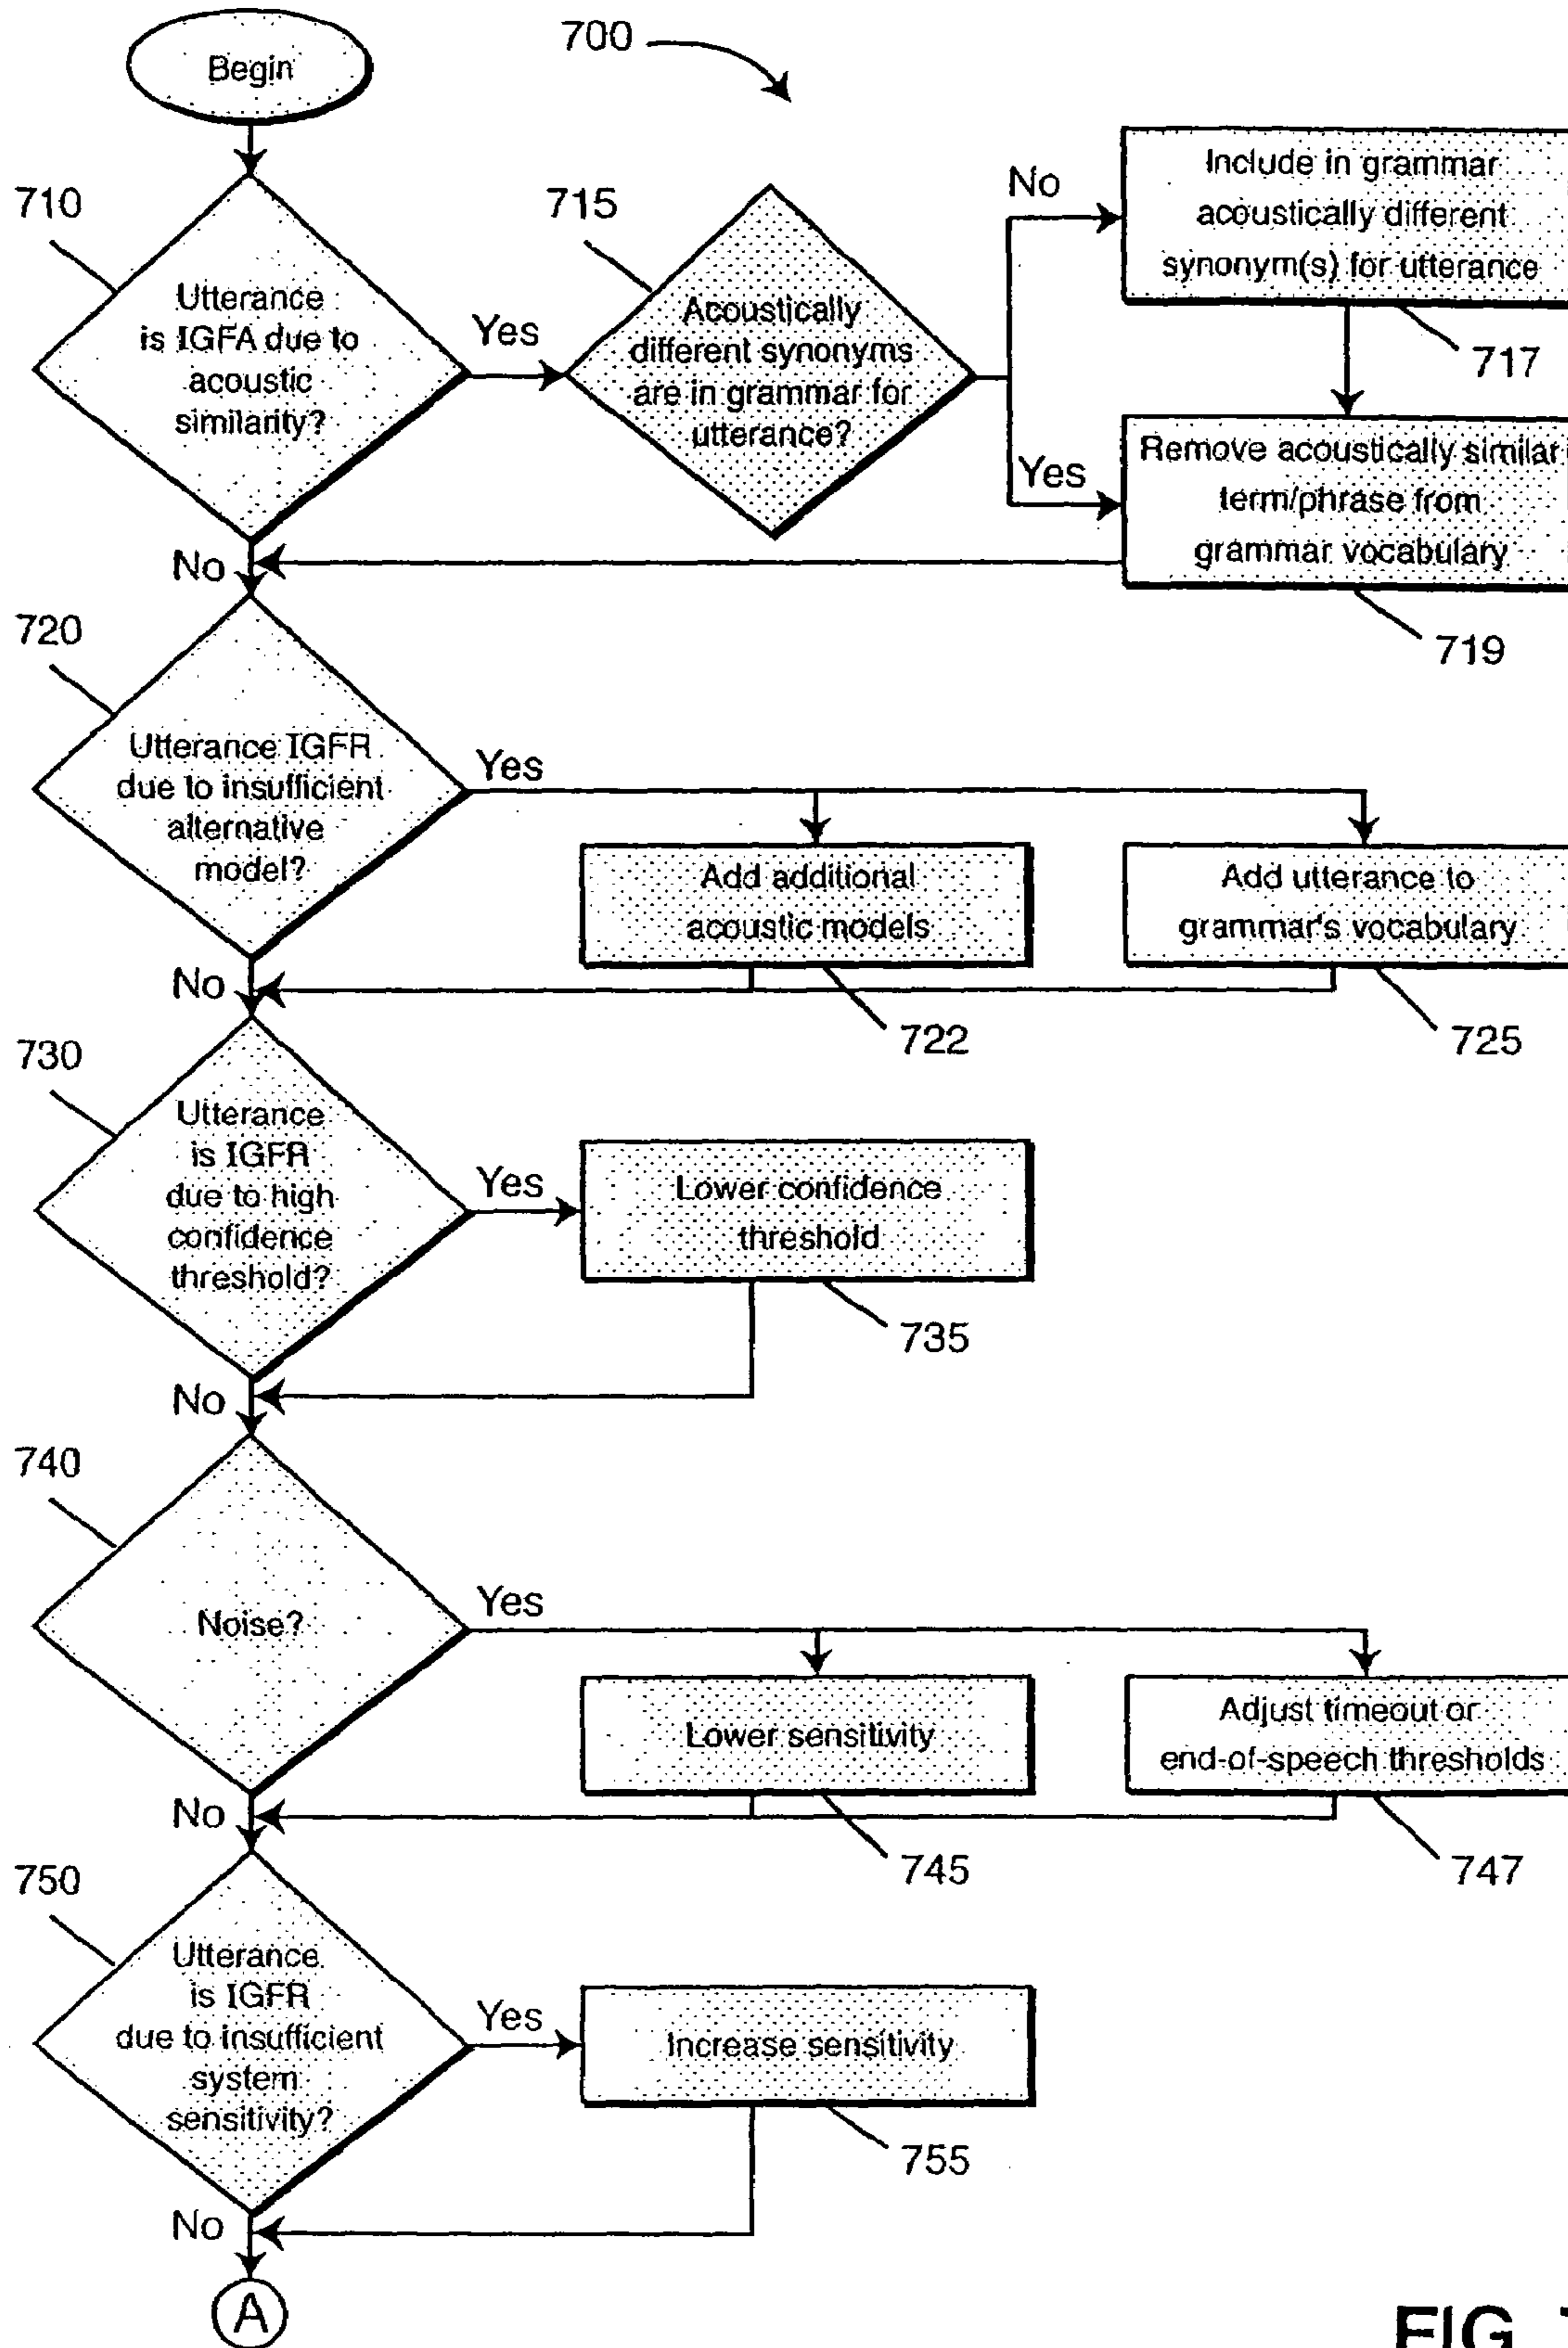 Begin
700
710
Utterance
is IGFA due to
acoustic
similarity?
Yes
715
Acoustically
different synonyms
are in grammar for
utterance?
No
Include in grammar
acoustically different
synonym(s) for utterance
717
Yes
Remove acoustically similar
term/phrase from
grammar vocabulary
719
No
720
Utterance IGFR
due to insufficient
alternative
model?
Yes
Add additional
acoustic models
722
Add utterance to
grammar's vocabulary
725
No
730
Utterance
is IGFR
due to high
confidence
threshold?
Yes
Lower confidence
threshold
735
No
740
Noise?
Yes
Lower sensitivity
745
Adjust timeout or
end-of-speech thresholds
747
No
750
Utterance
is IGFR
due to insufficient
system
sensitivity?
Yes
Increase sensitivity
755
No
A
FIG.